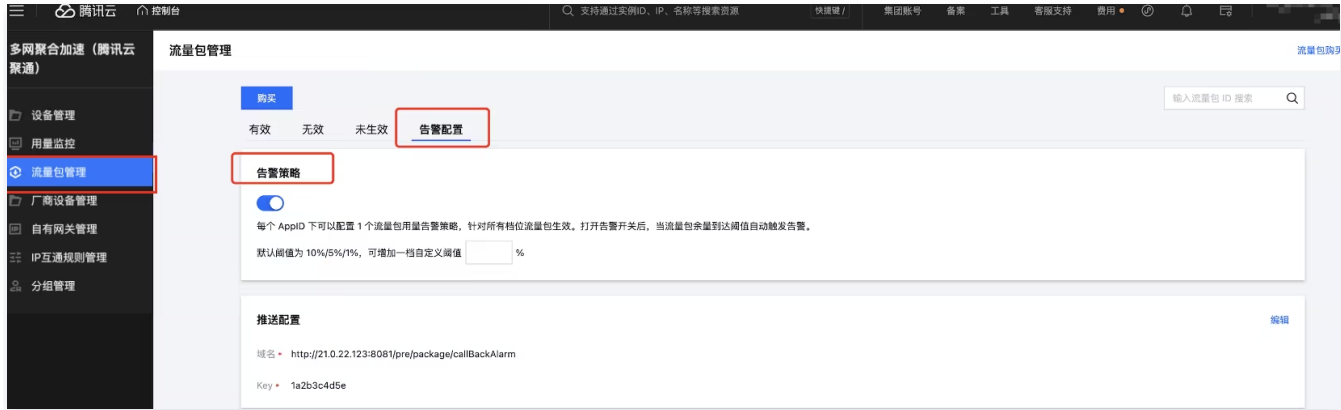 腾讯云
控制台
支持通过实例ID、IP、名称等搜索资源
快捷键 /
集团账号
备案
工具
客服支持
费用
多网聚合加速（腾讯云
聚通）
流量包管理
流量包购买
购买
输入流量包 ID 搜索
有效
无效
未生效
告警配置
设备管理
用量监控
流量包管理
厂商设备管理
自有网关管理
IP互通规则管理
分组管理
告警策略
每个 AppID 下可以配置 1 个流量包用量告警策略，针对所有档位流量包生效。打开告警开关后，当流量包余量到达阈值自动触发告警。
默认阈值为 10%/5%/1%，可增加一档自定义阈值 %
推送配置
编辑
域名 * http://21.0.22.123:8081/pre/package/callBackAlarm
Key * 1a2b3c4d5e